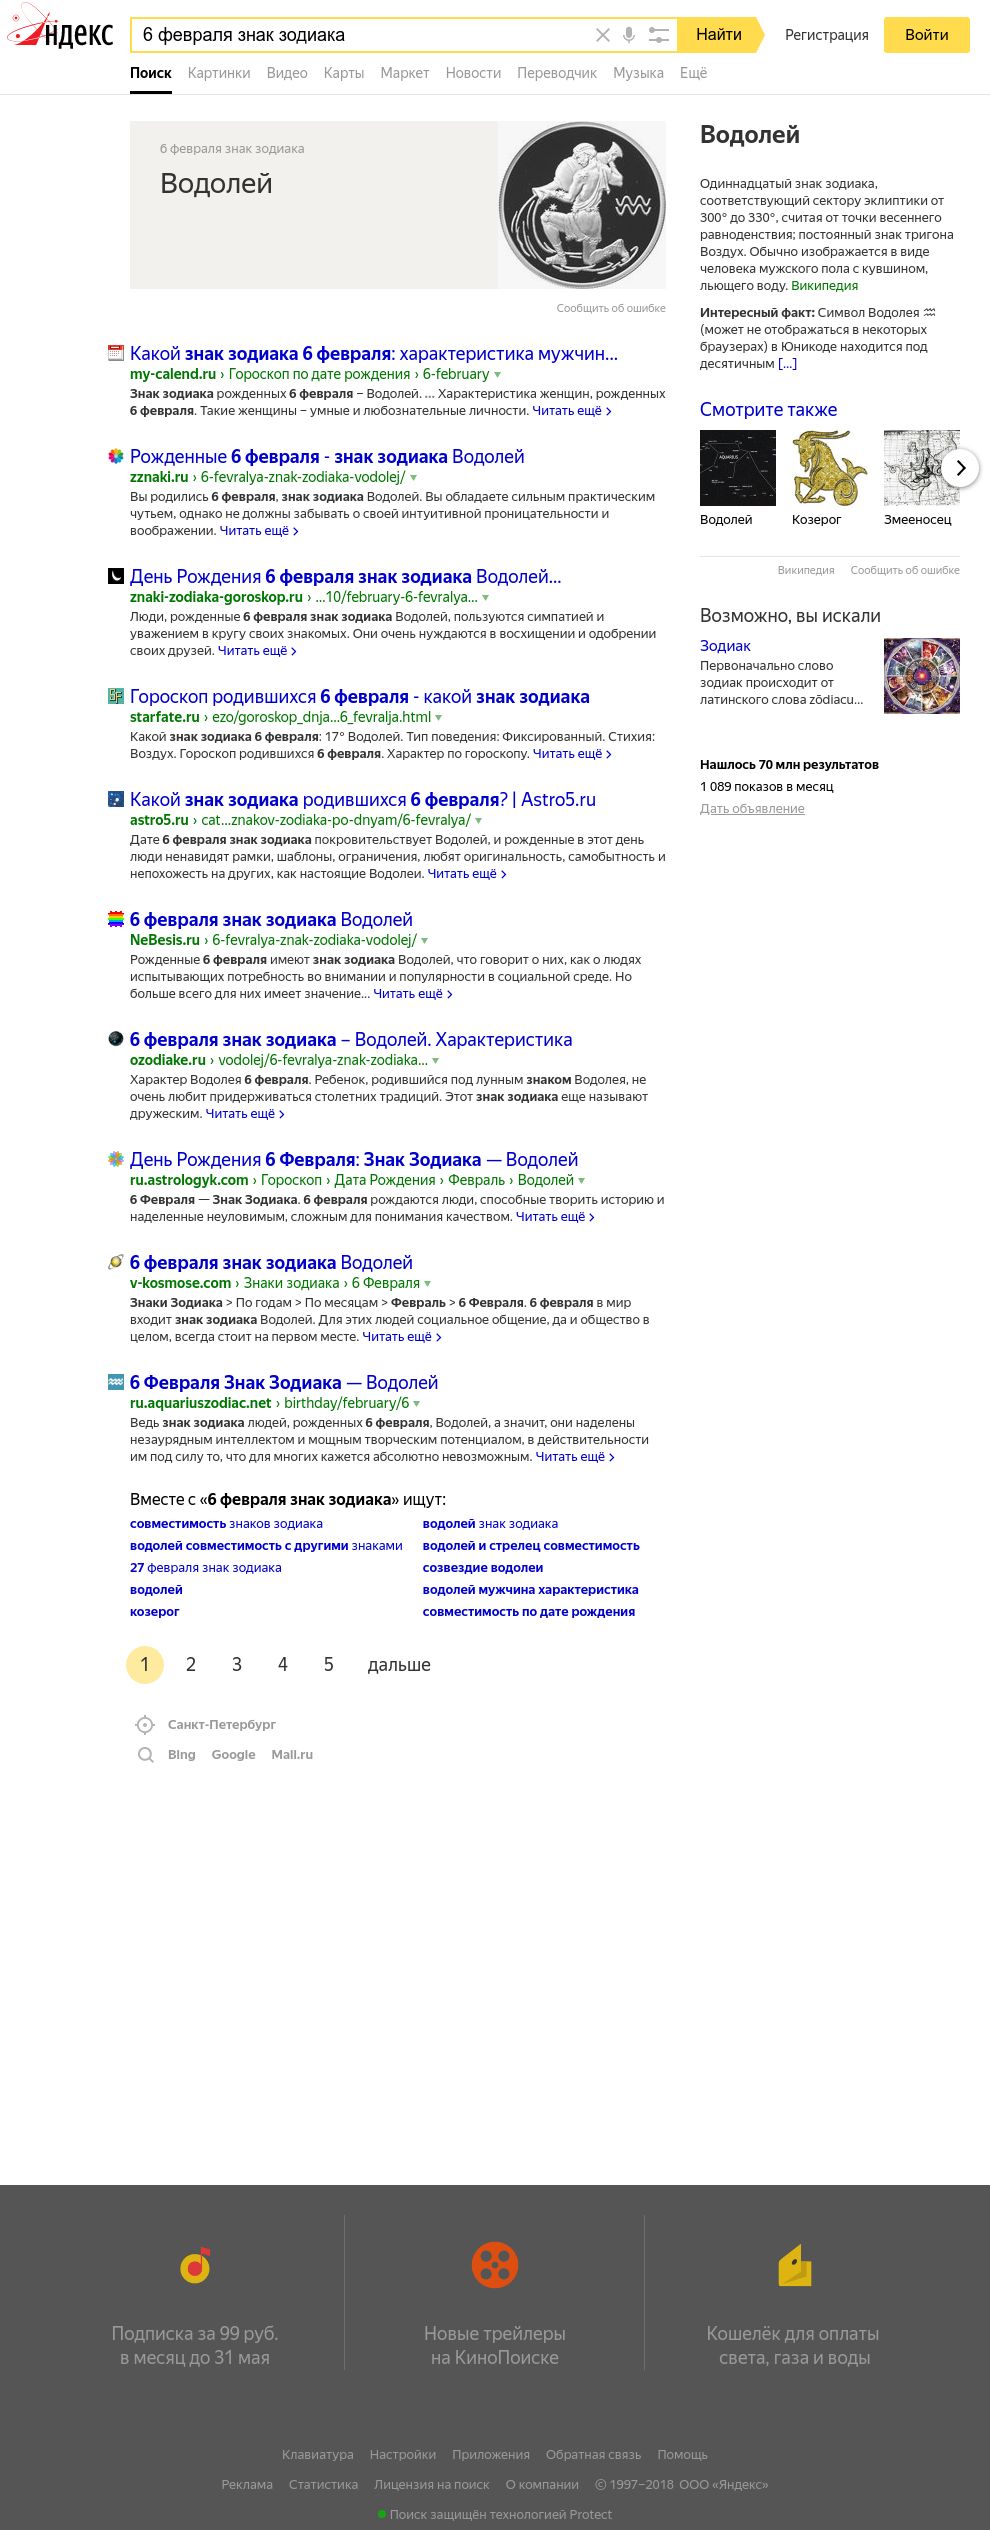 Яндекс
6 февраля знак зодиака
Найти
Регистрация
Войти
Поиск Картинки Видео Карты Маркет Новости Переводчик Музыка Ещё
6 февраля знак зодиака
Водолей
Сообщить об ошибке
Какой знак зодиака 6 февраля: характеристика мужчин...
my-calend.ru › Гороскоп по дате рождения › 6-february
Знак зодиака рожденных 6 февраля – Водолей. ... Характеристика женщин, рожденных
6 февраля. Такие женщины – умные и любознательные личности. Читать ещё
Рожденные 6 февраля - знак зодиака Водолей
zznaki.ru › 6-fevralya-znak-zodiaka-vodolej/
Вы родились 6 февраля, знак зодиака Водолей. Вы обладаете сильным практическим
чутьем, однако не должны забывать о своей интуитивной проницательности и
воображении. Читать ещё
День Рождения 6 февраля знак зодиака Водолей...
znaki-zodiaka-goroskop.ru › ...10/february-6-fevralya...
Люди, рожденные 6 февраля знак зодиака Водолей, пользуются симпатией и
уважением в кругу своих знакомых. Они очень нуждаются в восхищении и одобрении
своих друзей. Читать ещё
Гороскоп родившихся 6 февраля - какой знак зодиака
starfate.ru › ezo/goroskop_dnja...6_fevralja.html
Какой знак зодиака 6 февраля: 17° Водолей. Тип поведения: Фиксированный. Стихия:
Воздух. Гороскоп родившихся 6 февраля. Характер по гороскопу. Читать ещё
Какой знак зодиака родившихся 6 февраля? | Astro5.ru
astro5.ru › cat...znakov-zodiaka-po-dnyam/6-fevralya/
Дате 6 февраля знак зодиака покровительствует Водолей, и рожденные в этот день
люди ненавидят рамки, шаблоны, ограничения, любят оригинальность, самобытность и
непохожесть на других, как настоящие Водолеи. Читать ещё
6 февраля знак зодиака Водолей
NeBesis.ru › 6-fevralya-znak-zodiaka-vodolej/
Рожденные 6 февраля имеют знак зодиака Водолей, что говорит о них, как о людях
испытывающих потребность во внимании и популярности в социальной среде. Но
больше всего для них имеет значение... Читать ещё
6 февраля знак зодиака – Водолей. Характеристика
ozodiake.ru › vodolej/6-fevralya-znak-zodiaka...
Характер Водолея 6 февраля. Ребенок, родившийся под лунным знаком Водолея, не
очень любит придерживаться столетних традиций. Этот знак зодиака еще называют
дружеским. Читать ещё
День Рождения 6 Февраля: Знак Зодиака — Водолей
ru.astrologyk.com › Гороскоп › Дата Рождения › Февраль › Водолей
6 Февраля — Знак Зодиака. 6 февраля рождаются люди, способные творить историю и
наделенные неуловимым, сложным для понимания качеством. Читать ещё
6 февраля знак зодиака Водолей
v-kosmose.com › Знаки зодиака › 6 Февраля
Знаки Зодиака > По годам > По месяцам > Февраль > 6 Февраля. 6 февраля в мир
входит знак зодиака Водолей. Для этих людей социальное общение, да и общество в
целом, всегда стоит на первом месте. Читать ещё
6 Февраля Знак Зодиака — Водолей
ru.aquariuszodiac.net › birthday/february/6
Ведь знак зодиака людей, рожденных 6 февраля, Водолей, а значит, они наделены
незаурядным интеллектом и мощным творческим потенциалом, в действительности
им под силу то, что для многих кажется абсолютно невозможным. Читать ещё
Вместе с «6 февраля знак зодиака» ищут:
совместимость знаков зодиака
водолей совместимость с другими знаками
27 февраля знак зодиака
водолей
козерог
водолей знак зодиака
водолей и стрелец совместимость
созвездие водолеи
водолей мужчина характеристика
совместимость по дате рождения
1 2 3 4 5 дальше
Санкт-Петербург
Bing Google Mail.ru
Водолей
Одиннадцатый знак зодиака,
соответствующий сектору эклиптики от
300° до 330°, считая от точки весеннего
равноденствия; постоянный знак тригона
Воздух. Обычно изображается в виде
человека мужского пола с кувшином,
льющего воду. Википедия
Интересный факт: Символ Водолея ♒
(может не отображаться в некоторых
браузерах) в Юникоде находится под
десятичным [...]
Смотрите также
AQUARIUS
Водолей Козерог Змееносец
Википедия Сообщить об ошибке
Возможно, вы искали
Зодиак
Первоначально слово
зодиак происходит от
латинского слова zōdiacu...
Нашлось 70 млн результатов
1 089 показов в месяц
Дать объявление
Подписка за 99 руб.
в месяц до 31 мая
Новые трейлеры
на КиноПоиске
Кошелёк для оплаты
света, газа и воды
Клавиатура Настройки Приложения Обратная связь Помощь
Реклама Статистика Лицензия на поиск О компании © 1997–2018 ООО «Яндекс»
Поиск защищён технологией Protect